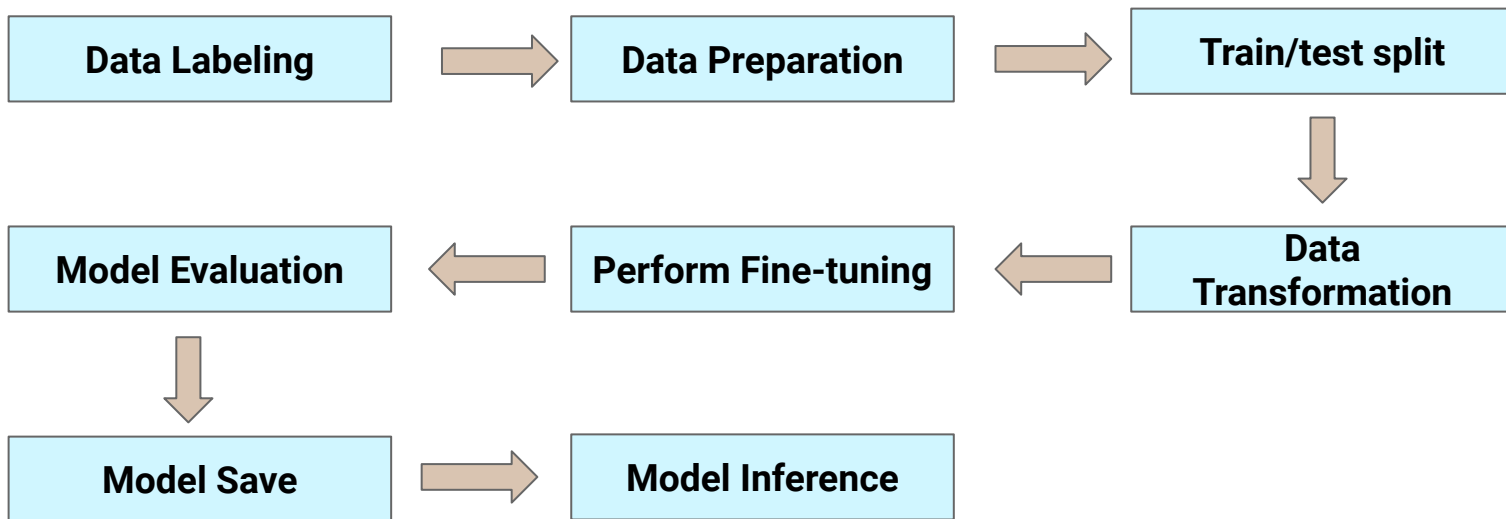 Data Labeling
Data Preparation
Train/test split
Data
Transformation
Perform Fine-tuning
Model Evaluation
Model Save
Model Inference